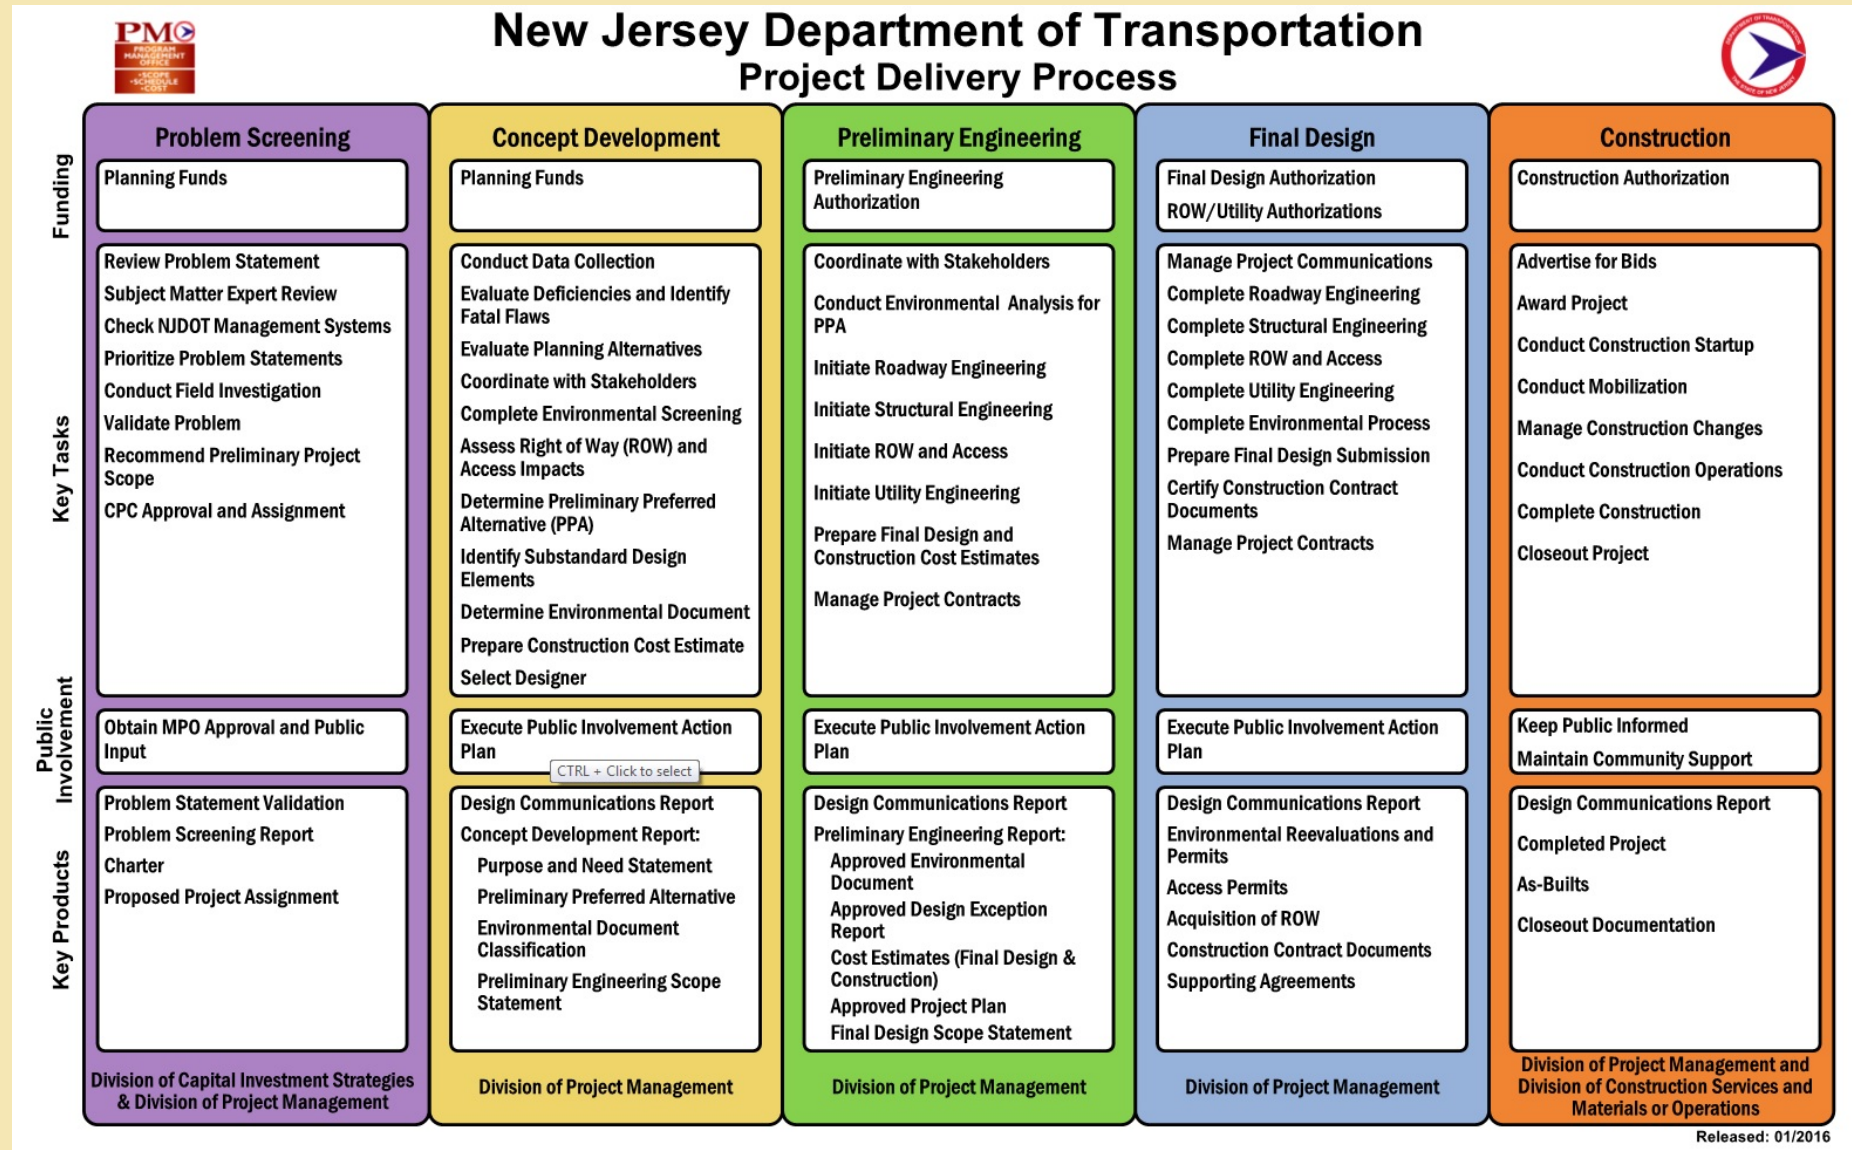 New Jersey Department of Transportation
Project Delivery Process
PM
PROGRAM
MANAGEMENT
OFFICE
•SCOPE
•SCHEDULE
•COST
Funding
Key Tasks
Public
Involvement
Key Products
Problem Screening
Planning Funds
Review Problem Statement
Subject Matter Expert Review
Check NJDOT Management Systems
Prioritize Problem Statements
Conduct Field Investigation
Validate Problem
Recommend Preliminary Project
Scope
CPC Approval and Assignment
Obtain MPO Approval and Public
Input
Problem Statement Validation
Problem Screening Report
Charter
Proposed Project Assignment
Division of Capital Investment Strategies
& Division of Project Management
Concept Development
Planning Funds
Conduct Data Collection
Evaluate Deficiencies and Identify
Fatal Flaws
Evaluate Planning Alternatives
Coordinate with Stakeholders
Complete Environmental Screening
Assess Right of Way (ROW) and
Access Impacts
Determine Preliminary Preferred
Alternative (PPA)
Identify Substandard Design
Elements
Determine Environmental Document
Prepare Construction Cost Estimate
Select Designer
Execute Public Involvement Action
Plan
CTRL + Click to select
Design Communications Report
Concept Development Report:
Purpose and Need Statement
Preliminary Preferred Alternative
Environmental Document
Classification
Preliminary Engineering Scope
Statement
Division of Project Management
Preliminary Engineering
Preliminary Engineering
Authorization
Coordinate with Stakeholders
Conduct Environmental Analysis for
PPA
Initiate Roadway Engineering
Initiate Structural Engineering
Initiate ROW and Access
Initiate Utility Engineering
Prepare Final Design and
Construction Cost Estimates
Manage Project Contracts
Execute Public Involvement Action
Plan
Design Communications Report
Preliminary Engineering Report:
Approved Environmental
Document
Approved Design Exception
Report
Cost Estimates (Final Design &
Construction)
Approved Project Plan
Final Design Scope Statement
Division of Project Management
Final Design
Final Design Authorization
ROW/Utility Authorizations
Manage Project Communications
Complete Roadway Engineering
Complete Structural Engineering
Complete ROW and Access
Complete Utility Engineering
Complete Environmental Process
Prepare Final Design Submission
Certify Construction Contract
Documents
Manage Project Contracts
Execute Public Involvement Action
Plan
Design Communications Report
Environmental Reevaluations and
Permits
Access Permits
Acquisition of ROW
Construction Contract Documents
Supporting Agreements
Division of Project Management
Construction
Construction Authorization
Advertise for Bids
Award Project
Conduct Construction Startup
Conduct Mobilization
Manage Construction Changes
Conduct Construction Operations
Complete Construction
Closeout Project
Keep Public Informed
Maintain Community Support
Design Communications Report
Completed Project
As-Builts
Closeout Documentation
Division of Project Management and
Division of Construction Services and
Materials or Operations
Released: 01/2016